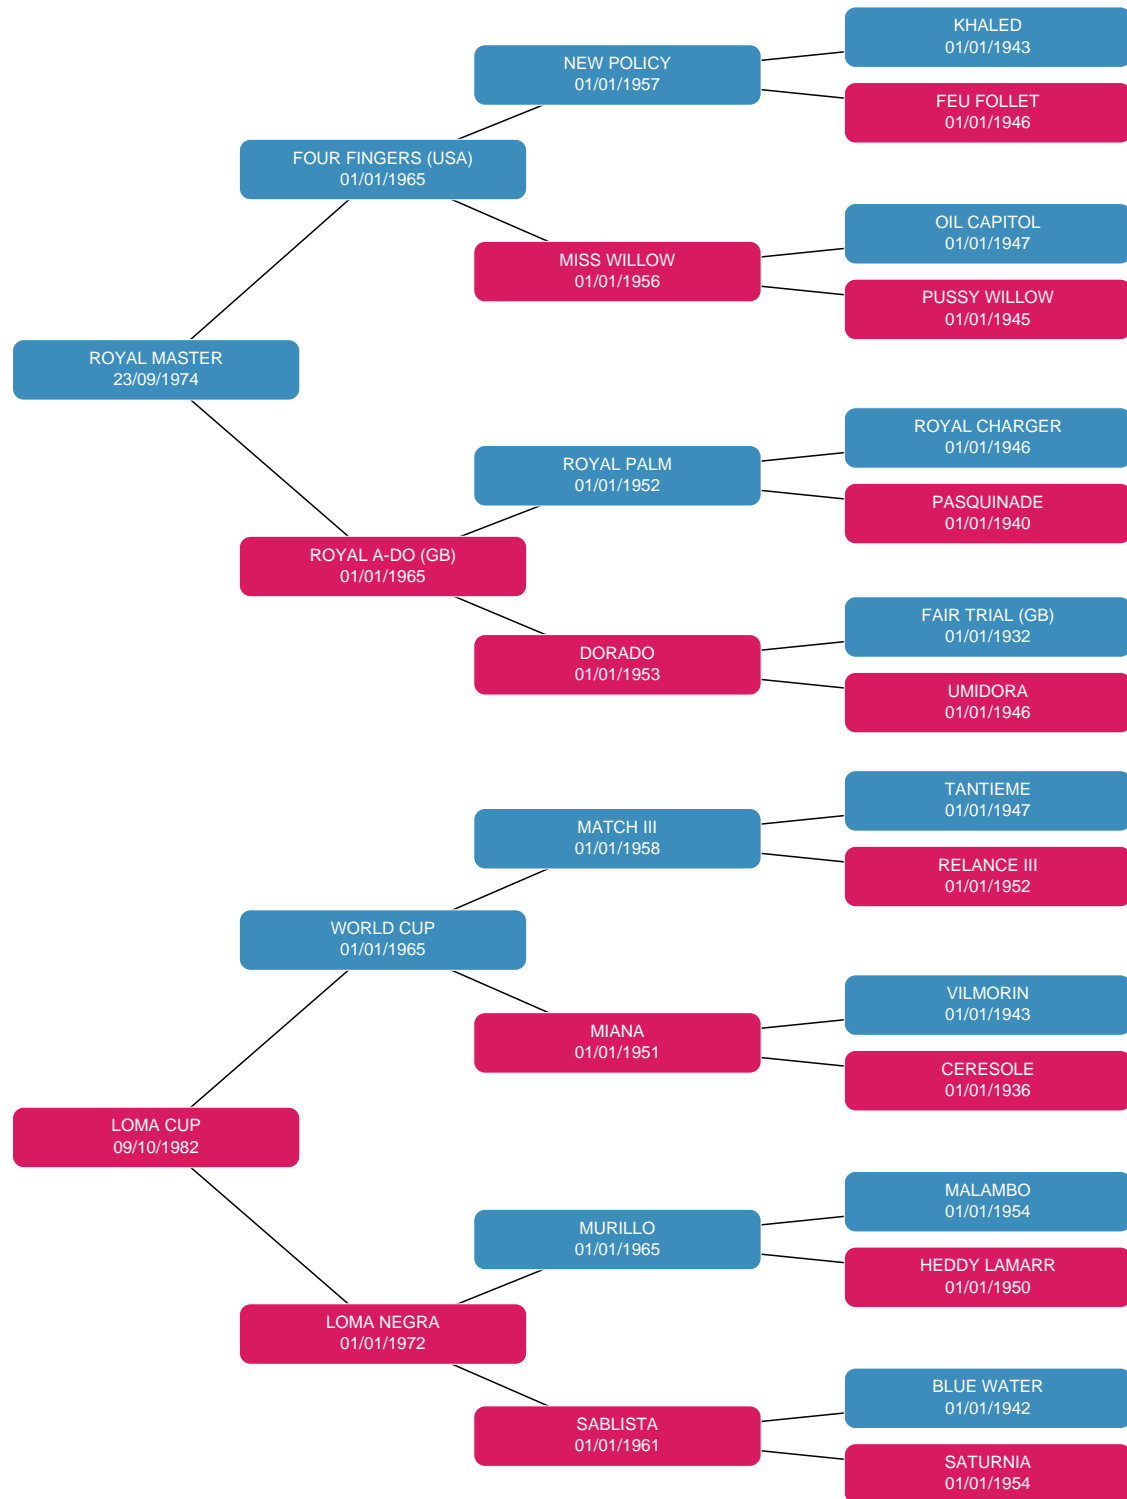 KHALED
01/01/1943
NEW POLICY
01/01/1957
FEU FOLLET
01/01/1946
FOUR FINGERS (USA)
01/01/1965
OIL CAPITOL
01/01/1947
MISS WILLOW
01/01/1956
PUSSY WILLOW
01/01/1945
ROYAL MASTER
23/09/1974
ROYAL CHARGER
01/01/1946
ROYAL PALM
01/01/1952
PASQUINADE
01/01/1940
ROYAL A-DO (GB)
01/01/1965
FAIR TRIAL (GB)
01/01/1932
DORADO
01/01/1953
UMIDORA
01/01/1946
TANTIEME
01/01/1947
MATCH III
01/01/1958
RELANCE III
01/01/1952
WORLD CUP
01/01/1965
VILMORIN
01/01/1943
MIANA
01/01/1951
CERESOLE
01/01/1936
LOMA CUP
09/10/1982
MALAMBO
01/01/1954
MURILLO
01/01/1965
HEDDY LAMARR
01/01/1950
LOMA NEGRA
01/01/1972
BLUE WATER
01/01/1942
SABLISTA
01/01/1961
SATURNIA
01/01/1954